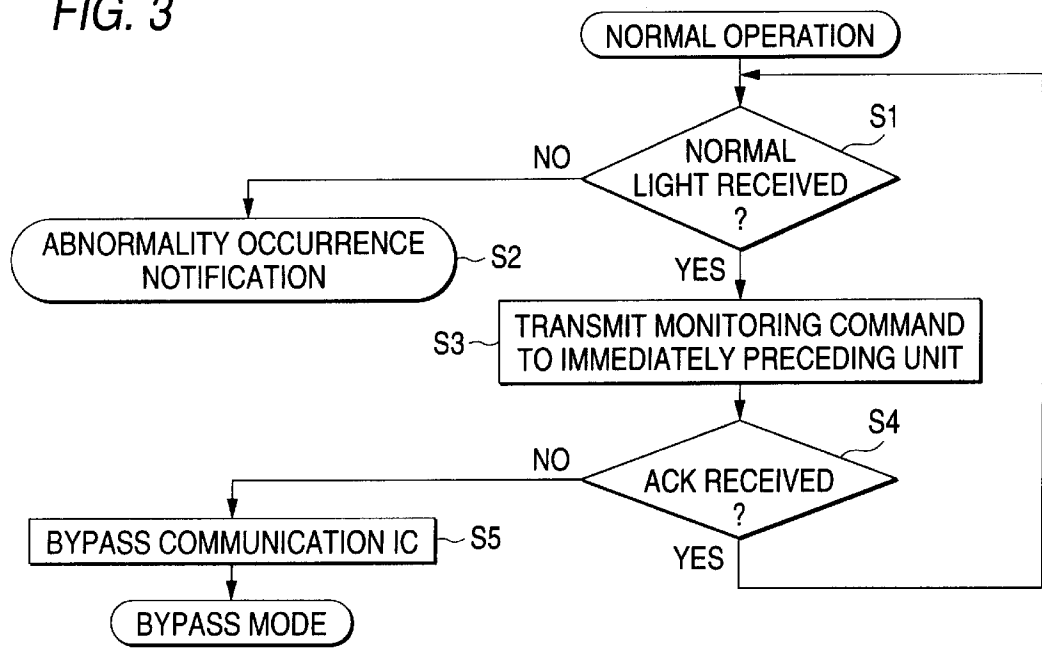 FIG. 3
NORMAL OPERATION
S1
NORMAL
LIGHT RECEIVED
?
NO
YES
ABNORMALITY OCCURRENCE
NOTIFICATION
S2
S3
TRANSMIT MONITORING COMMAND
TO IMMEDIATELY PRECEDING UNIT
S4
ACK RECEIVED
?
NO
YES
BYPASS COMMUNICATION IC
S5
BYPASS MODE